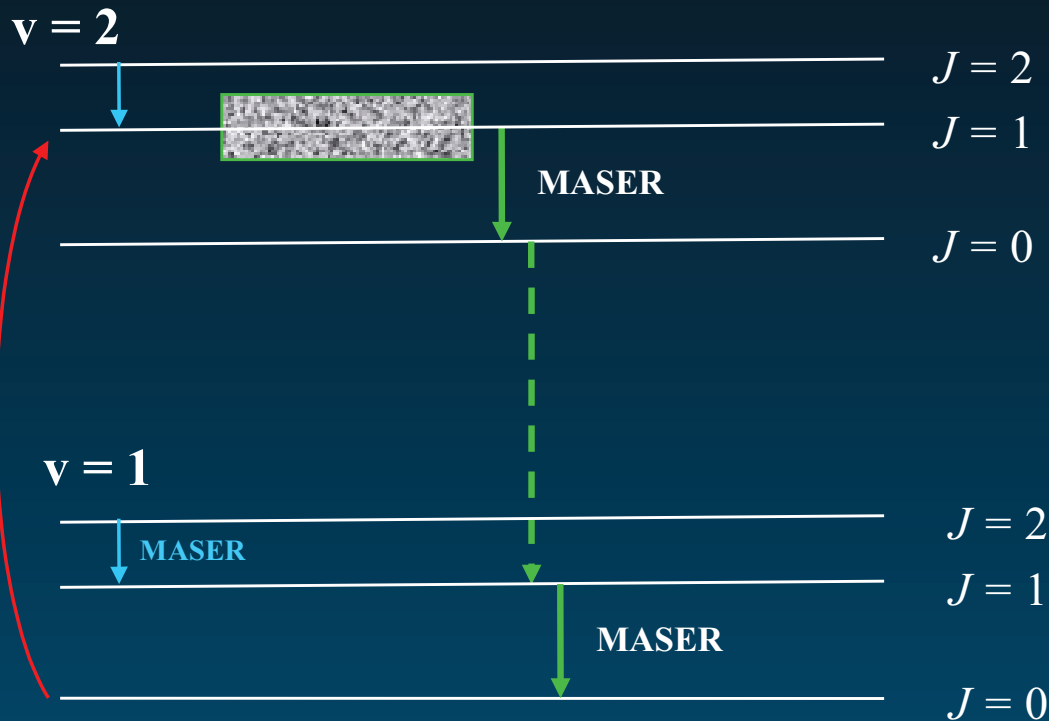 v = 2
J = 2
J = 1
MASER
J = 0
v = 1
J = 2
MASER
J = 1
MASER
J = 0